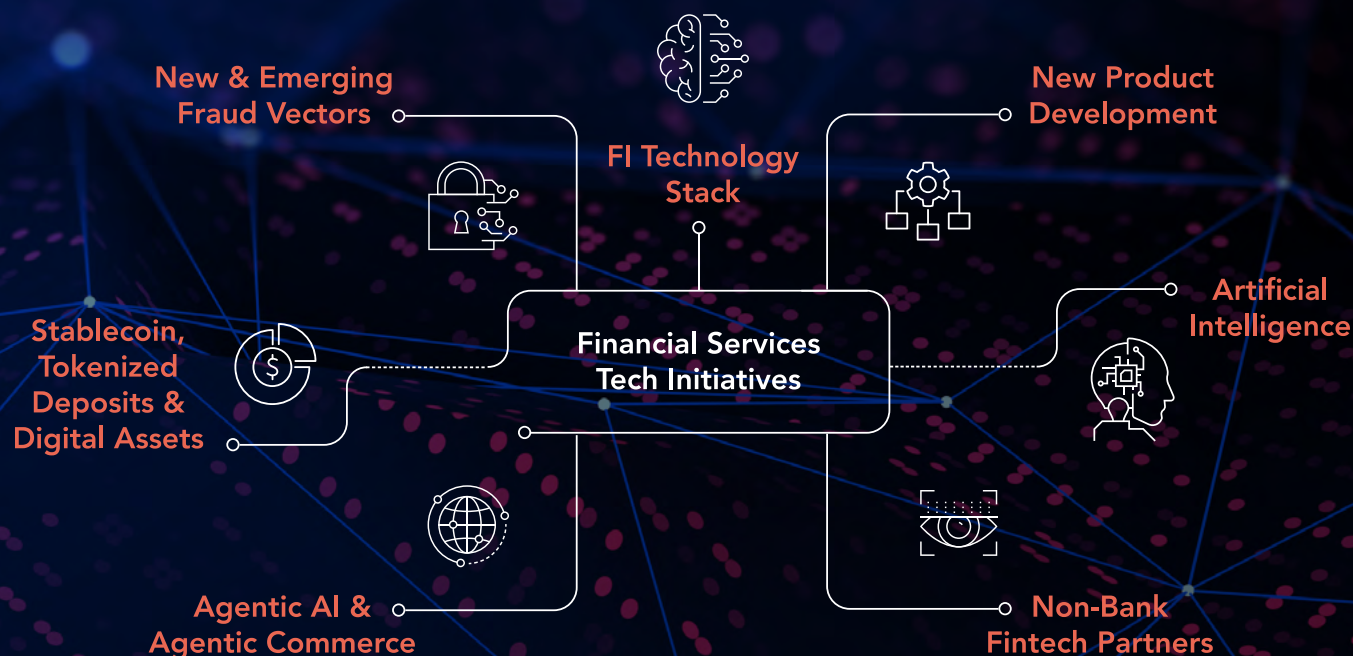 New & Emerging
Fraud Vectors
FI Technology
Stack
New Product
Development
Stablecoin,
Tokenized
Deposits &
Digital Assets
$
Financial Services
Tech Initiatives
Artificial
Intelligence
Agentic AI &
Agentic Commerce
Non-Bank
Fintech Partners